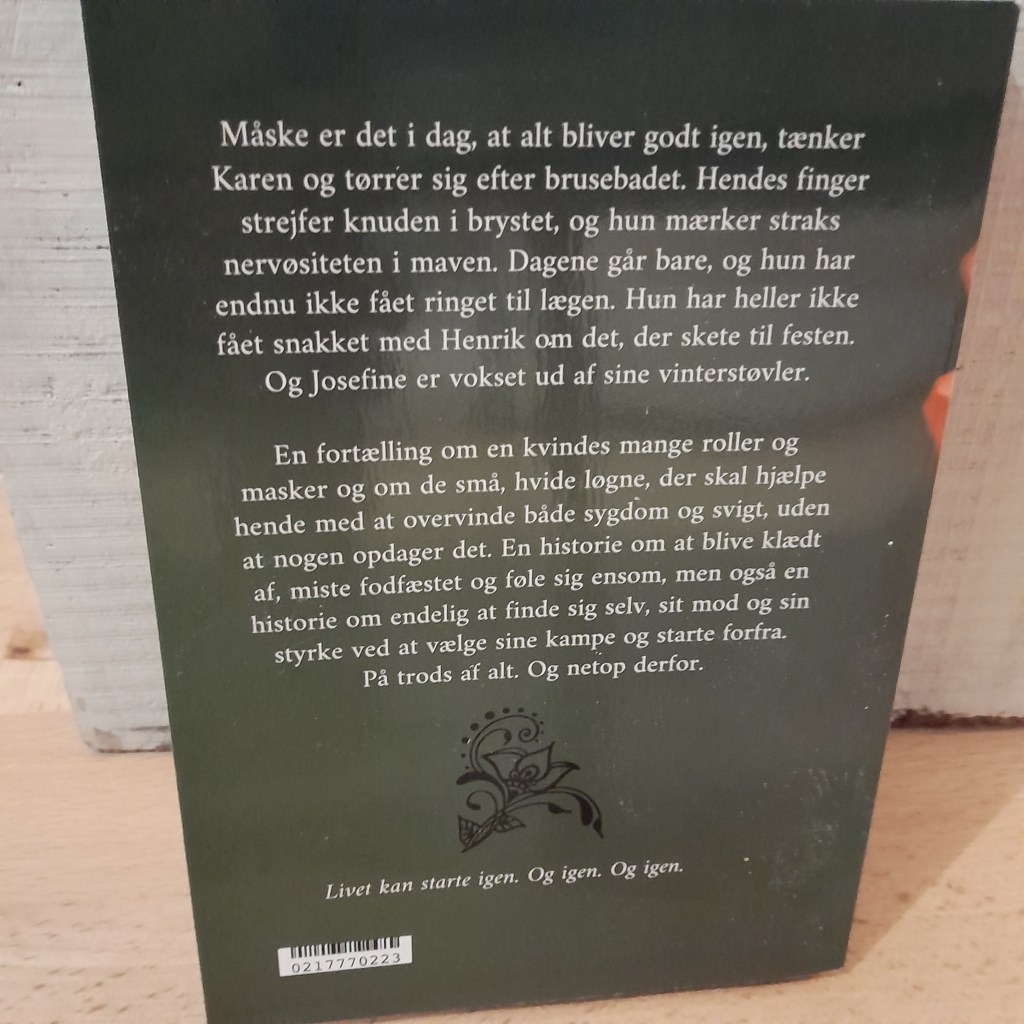 Måske er det i dag, at alt bliver godt igen, tænker
Karen og tørrer sig efter brusebadet. Hendes finger
strejfer knuden i brystet, og hun mærker straks
nervøsiteten i maven. Dagene går bare, og hun har
endnu ikke fået ringet til lægen. Hun har heller ikke
fået snakket med Henrik om det, der skete til festen.
Og Josefine er vokset ud af sine vinterstøvler.
En fortælling om en kvindes mange roller og
masker og om de små, hvide løgne, der skal hjælpe
hende med at overvinde både sygdom og svigt, uden
at nogen opdager det. En historie om at blive klædt
af, miste fodfæstet og føle sig ensom, men også en
historie om endelig at finde sig selv, sit mod og sin
styrke ved at vælge sine kampe og starte forfra.
På trods af alt. Og netop derfor.
Livet kan starte igen. Og igen. Og igen.
0217770223